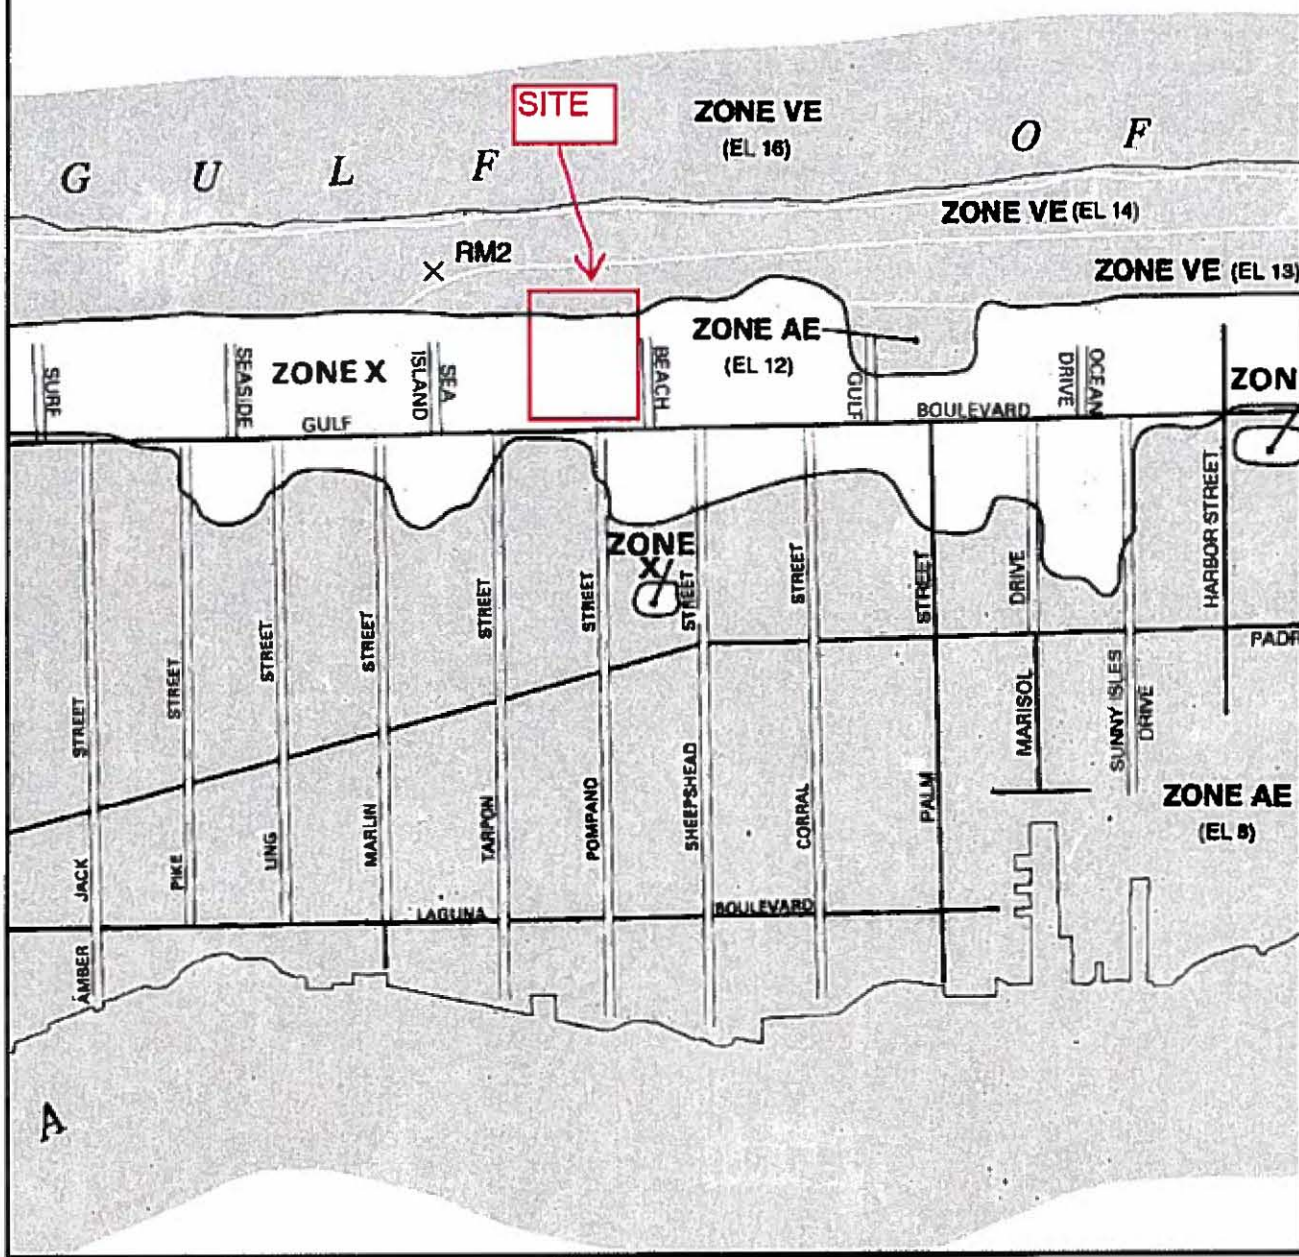 SITE
ZONE VE
(EL 16)
G U L F O F
ZONE VE (EL 14)
RM2
ZONE VE (EL 13)
ZONE AE
(EL 12)
ZONE X
SURF
SEASIDE
ISLAND
SEA
BEACH
GULF
DRIVE
OCEAN
GULF
BOULEVARD
ZON
HARBOR STREET
ZONE
X
STREET
STREET
STREET
STREET
STREET
STREET
STREET
STREET
STREET
DRIVE
PADR
MARISOL
SUNNY ISLES
DRIVE
JACK
PIKE
LING
MARLIN
TARPON
POMPANO
SHEEPSHEAD
CORRAL
PALM
ZONE AE
(EL 8)
LAGUNA
BOULEVARD
AMBER
A